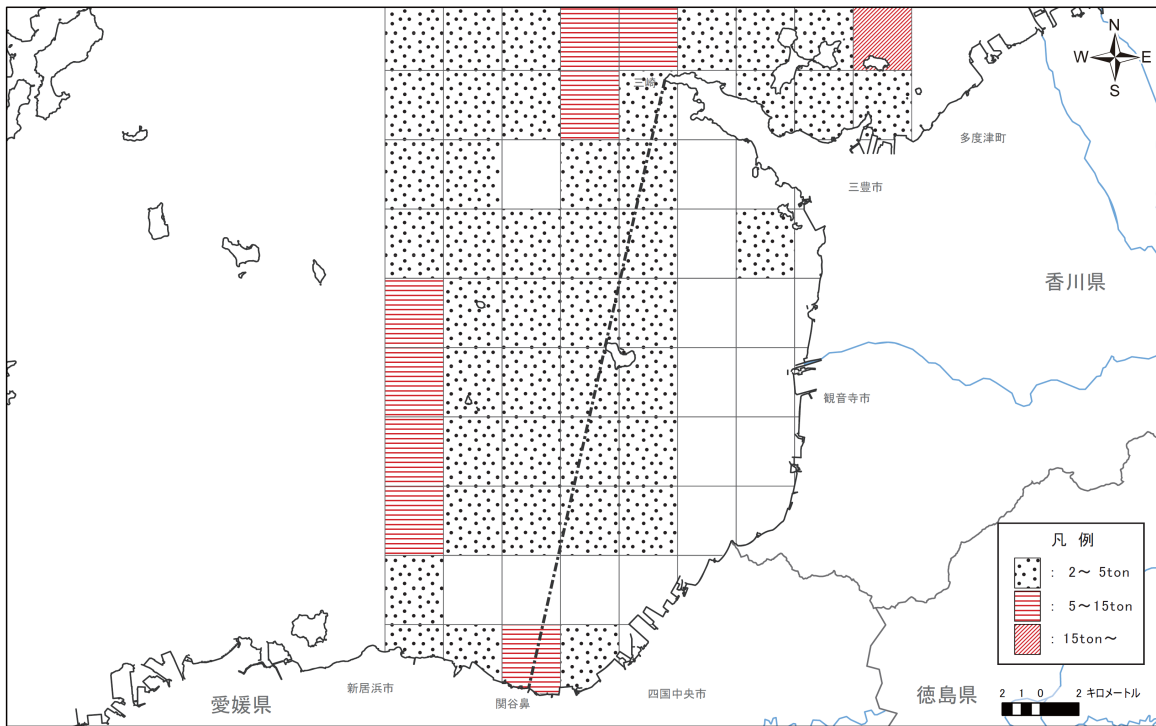 N
W E
S
三崎
多度津町
三豊市
香川県
観音寺市
凡 例
: 2～ 5ton
: 5～15ton
: 15ton～
新居浜市
関谷鼻
四国中央市
愛媛県
徳島県
2 1 0 2 キロメートル